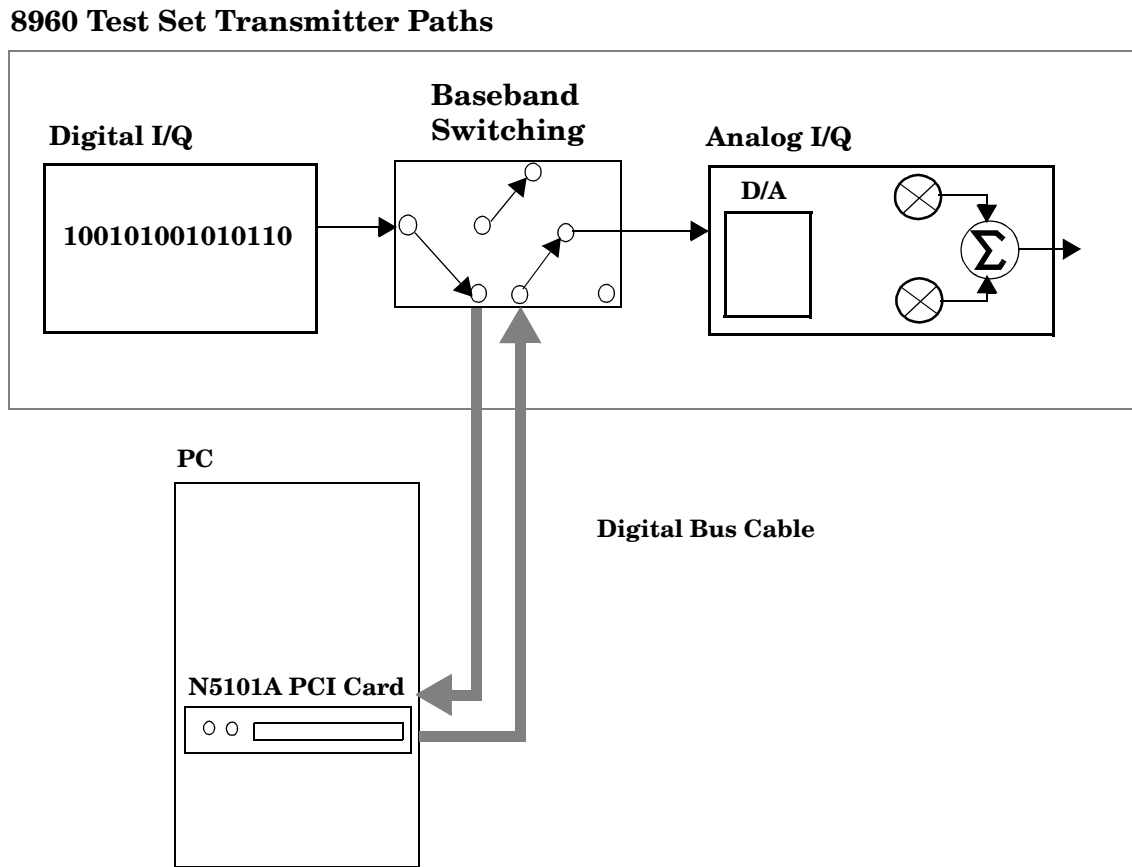 8960 Test Set Transmitter Paths
Baseband
Switching
Digital I/Q
Analog I/Q
D/A
100101001010110
Σ
PC
Digital Bus Cable
N5101A PCI Card